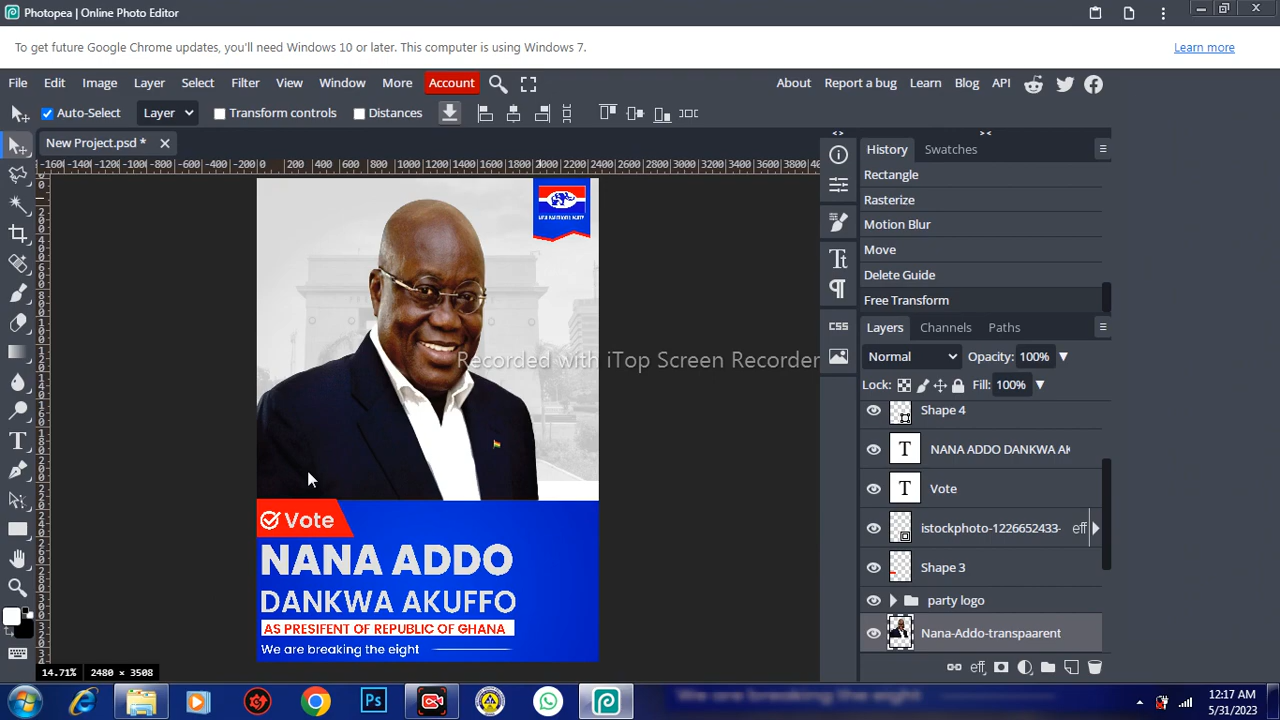 Photopea | Online Photo Editor
To get future Google Chrome updates, you'll need Windows 10 or later. This computer is using Windows 7.
Learn more
File Edit Image Layer Select Filter View Window More Account
About Report a bug Learn Blog API
Auto-Select Layer Transform controls Distances
New Project.psd *
History Swatches
Rectangle
Rasterize
Motion Blur
Move
Delete Guide
Free Transform
Layers Channels Paths
Normal Opacity: 100%
Lock: Fill: 100%
Shape 4
NANA ADDO DANKWA AK
Vote
istockphoto-1226652433- eff
Shape 3
party logo
Nana-Addo-transpaarent
eff
CSS
Recorded with iTop Screen Recorder
Vote
NANA ADDO
DANKWA AKUFFO
AS PRESIFENT OF REPUBLIC OF GHANA
We are breaking the eight
14.71% 2480 × 3508
Ps
12:17 AM
5/31/2023